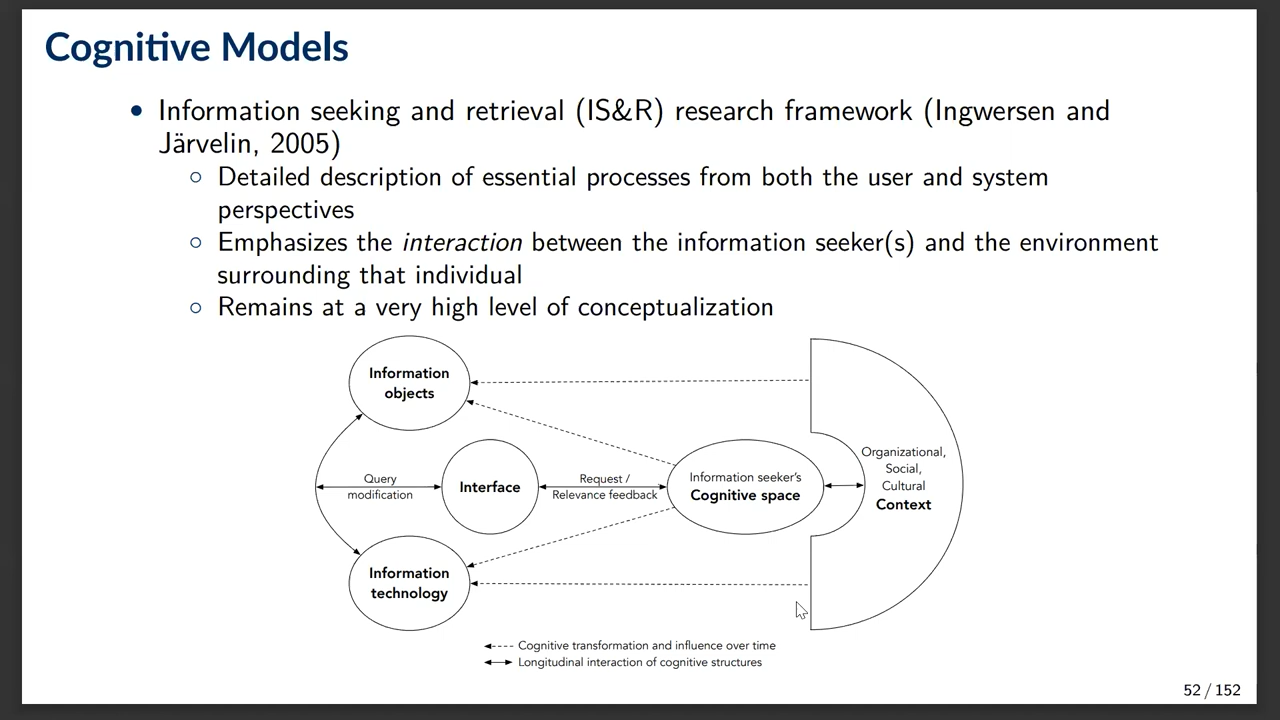 Cognitive Models
• Information seeking and retrieval (IS&R) research framework (Ingwersen and
Järvelin, 2005)
○ Detailed description of essential processes from both the user and system
perspectives
○ Emphasizes the interaction between the information seeker(s) and the environment
surrounding that individual
○ Remains at a very high level of conceptualization
Information
objects
Query
modification
Interface
Request /
Relevance feedback
Information seeker's
Cognitive space
Organizational,
Social,
Cultural
Context
Information
technology
Cognitive transformation and influence over time
Longitudinal interaction of cognitive structures
52 / 152